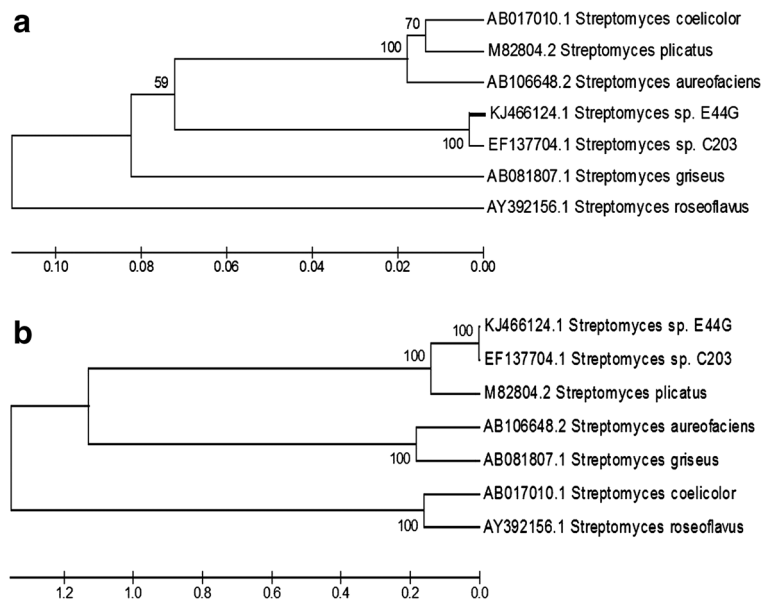 a
70 AB017010.1 Streptomyces coelicolor
100 M82804.2 Streptomyces plicatus
AB106648.2 Streptomyces aureofaciens
59
KJ466124.1 Streptomyces sp. E44G
100 EF137704.1 Streptomyces sp. C203
AB081807.1 Streptomyces griseus
AY392156.1 Streptomyces roseoflavus
0.10 0.08 0.06 0.04 0.02 0.00
b
100 KJ466124.1 Streptomyces sp. E44G
100 EF137704.1 Streptomyces sp. C203
M82804.2 Streptomyces plicatus
AB106648.2 Streptomyces aureofaciens
100 AB081807.1 Streptomyces griseus
AB017010.1 Streptomyces coelicolor
100 AY392156.1 Streptomyces roseoflavus
1.2 1.0 0.8 0.6 0.4 0.2 0.0